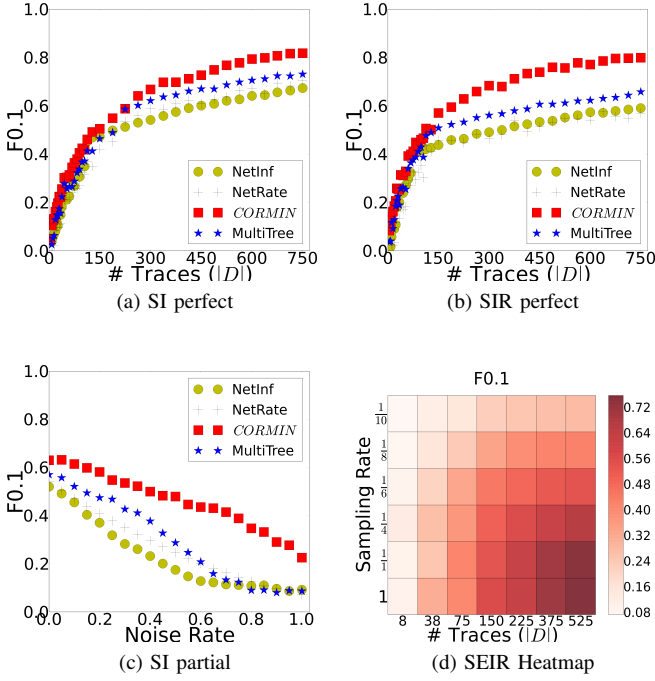 1.0
0.8
0.6
0.4
0.2
0.0
F0.1
150 300 450 600 750
# Traces (|D|)
NetInf
NetRate
CORMIN
MultiTree
(a) SI perfect
1.0
0.8
0.6
0.4
0.2
0.0
F0.1
150 300 450 600 750
# Traces (|D|)
NetInf
NetRate
CORMIN
MultiTree
(b) SIR perfect
1.0
0.8
0.6
0.4
0.2
0.0
F0.1
0.0 0.2 0.4 0.6 0.8 1.0
Noise Rate
NetInf
NetRate
CORMIN
MultiTree
(c) SI partial
F0.1
Sampling Rate
1/10
1/8
1/6
1/4
1/1
1
8 38 75 150 225 375 525
# Traces (|D|)
0.72
0.64
0.56
0.48
0.40
0.32
0.24
0.16
0.08
(d) SEIR Heatmap